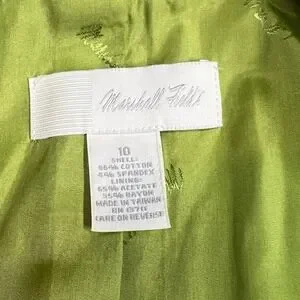 Marshall Field's
10
SHELL:
96% COTTON
4% SPANDEX
LINING:
65% ACETATE
35% RAYON
MADE IN TAIWAN
RN
CARE ON REVERSE